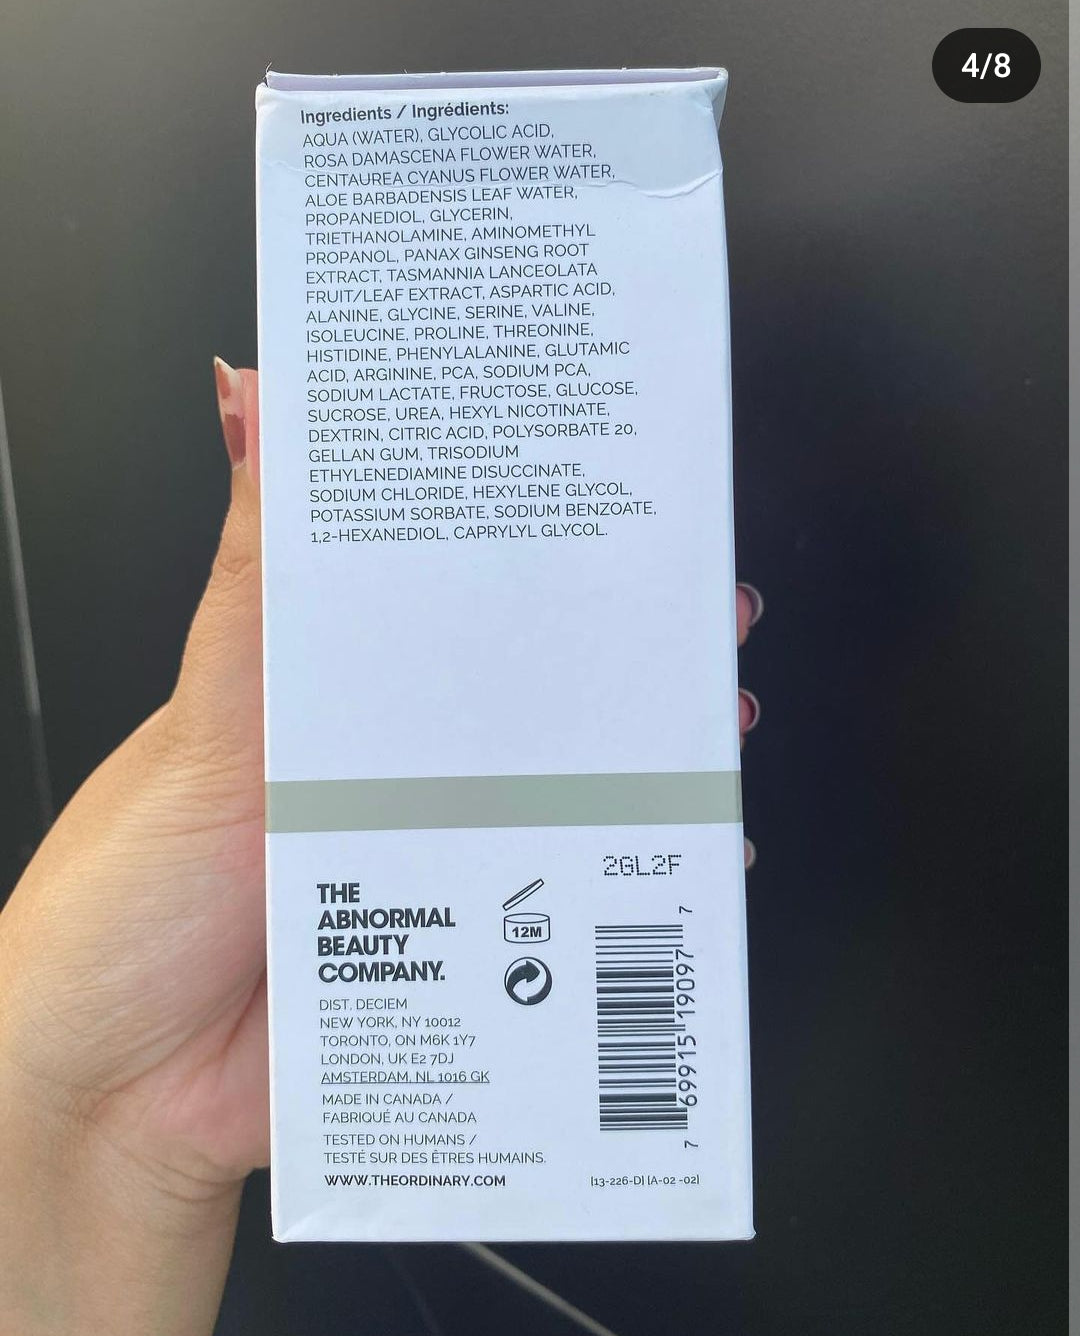 4/8
Ingredients / Ingrédients:
AQUA (WATER), GLYCOLIC ACID,
ROSA DAMASCENA FLOWER WATER,
CENTAUREA CYANUS FLOWER WATER,
ALOE BARBADENSIS LEAF WATER,
PROPANEDIOL, GLYCERIN,
TRIETHANOLAMINE, AMINOMETHYL
PROPANOL, PANAX GINSENG ROOT
EXTRACT, TASMANNIA LANCEOLATA
FRUIT/LEAF EXTRACT, ASPARTIC ACID,
ALANINE, GLYCINE, SERINE, VALINE,
ISOLEUCINE, PROLINE, THREONINE,
HISTIDINE, PHENYLALANINE, GLUTAMIC
ACID, ARGININE, PCA, SODIUM PCA,
SODIUM LACTATE, FRUCTOSE, GLUCOSE,
SUCROSE, UREA, HEXYL NICOTINATE,
DEXTRIN, CITRIC ACID, POLYSORBATE 20,
GELLAN GUM, TRISODIUM
ETHYLENEDIAMINE DISUCCINATE,
SODIUM CHLORIDE, HEXYLENE GLYCOL,
POTASSIUM SORBATE, SODIUM BENZOATE,
1,2-HEXANEDIOL, CAPRYLYL GLYCOL.
THE
ABNORMAL
BEAUTY
COMPANY.
DIST. DECIEM
NEW YORK, NY 10012
TORONTO, ON M6K 1Y7
LONDON, UK E2 7DJ
AMSTERDAM, NL 1016 GK
MADE IN CANADA /
FABRIQUÉ AU CANADA
TESTED ON HUMANS /
TESTÉ SUR DES ÊTRES HUMAINS.
WWW.THEORDINARY.COM
12M
2GL2F
7 69915 19097 7
[13-226-D] [A-02 -02]